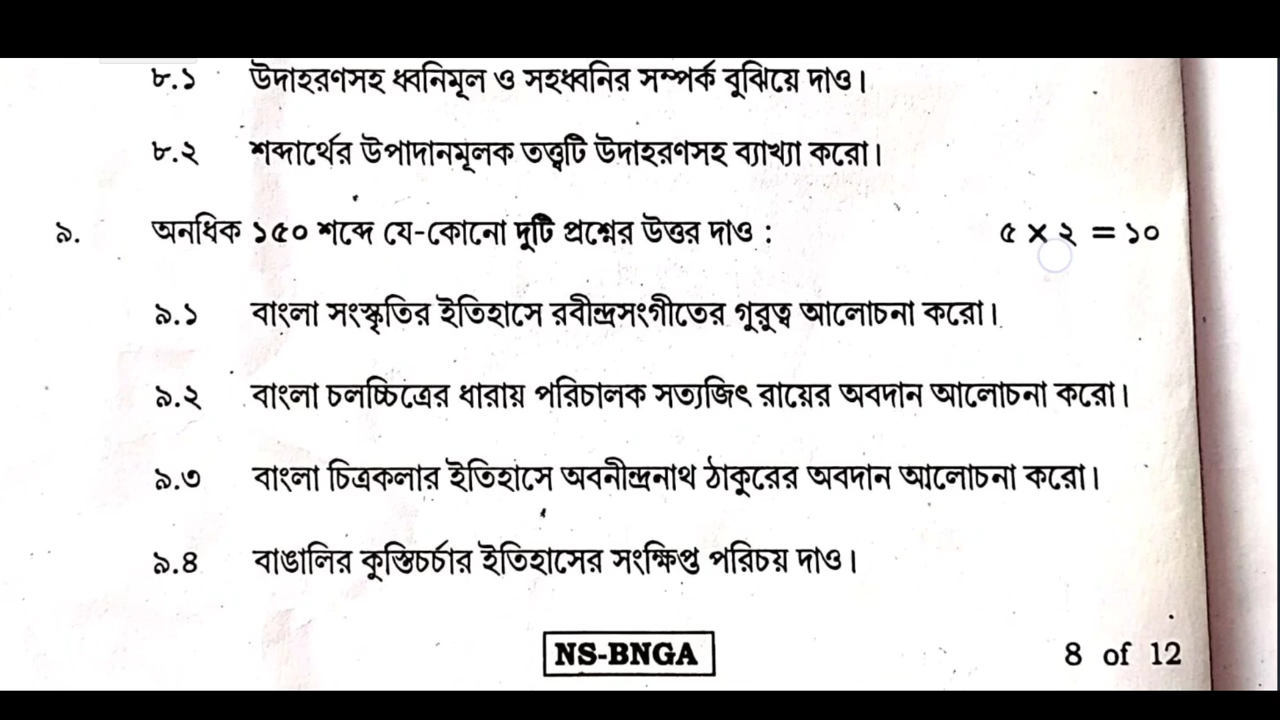 ৮.১ উদাহরণসহ ধ্বনিমূল ও সহধ্বনির সম্পর্ক বুঝিয়ে দাও।
৮.২ শব্দার্থের উপাদানমূলক তত্ত্বটি উদাহরণসহ ব্যাখ্যা করো।
৯. অনধিক ১৫০ শব্দে যে-কোনো দুটি প্রশ্নের উত্তর দাও : ৫ × ২ = ১০
৯.১ বাংলা সংস্কৃতির ইতিহাসে রবীন্দ্রসংগীতের গুরুত্ব আলোচনা করো।
৯.২ বাংলা চলচ্চিত্রের ধারায় পরিচালক সত্যজিৎ রায়ের অবদান আলোচনা করো।
৯.৩ বাংলা চিত্রকলার ইতিহাসে অবনীন্দ্রনাথ ঠাকুরের অবদান আলোচনা করো।
৯.৪ বাঙালির কুস্তিচর্চার ইতিহাসের সংক্ষিপ্ত পরিচয় দাও।
NS-BNGA 8 of 12